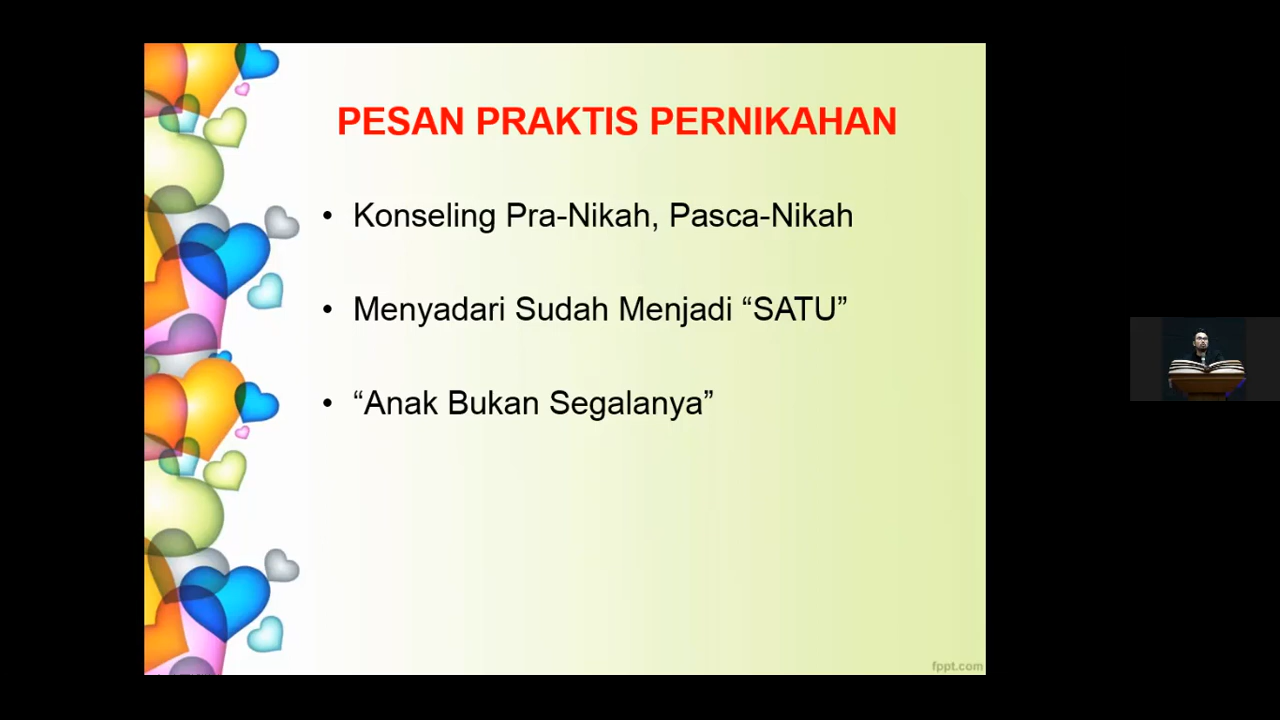 PESAN PRAKTIS PERNIKAHAN
• Konseling Pra-Nikah, Pasca-Nikah
• Menyadari Sudah Menjadi “SATU”
• “Anak Bukan Segalanya”
fppt.com